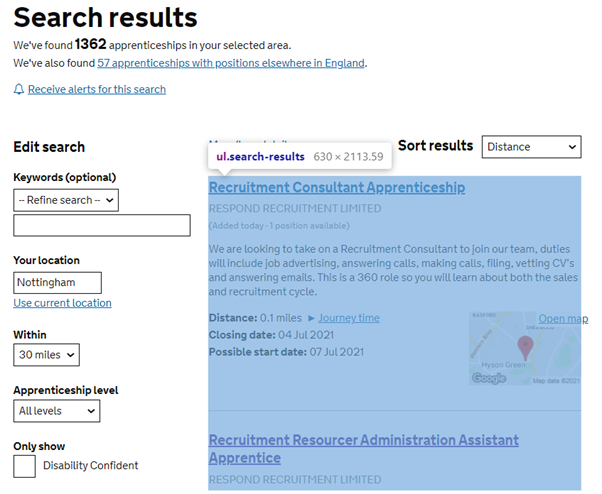 Search results
We've found 1362 apprenticeships in your selected area.
We've also found 57 apprenticeships with positions elsewhere in England.
Receive alerts for this search
Edit search
Sort results
Distance
ul.search-results 630 × 2113.59
Keywords (optional)
-- Refine search --
Your location
Nottingham
Use current location
Within
30 miles
Apprenticeship level
All levels
Only show
Disability Confident
Recruitment Consultant Apprenticeship
RESPOND RECRUITMENT LIMITED
(Added today - 1 position available)
We are looking to take on a Recruitment Consultant to join our team, duties
will include job advertising, answering calls, making calls, filing, vetting CV's
and answering emails. This is a 360 role so you will learn about both the sales
and recruitment cycle.
Distance: 0.1 miles ► Journey time
Closing date: 04 Jul 2021
Possible start date: 07 Jul 2021
Open map
RADFORD
Hyson Green
Google
Map data ©2021
Recruitment Resourcer Administration Assistant
Apprentice
RESPOND RECRUITMENT LIMITED